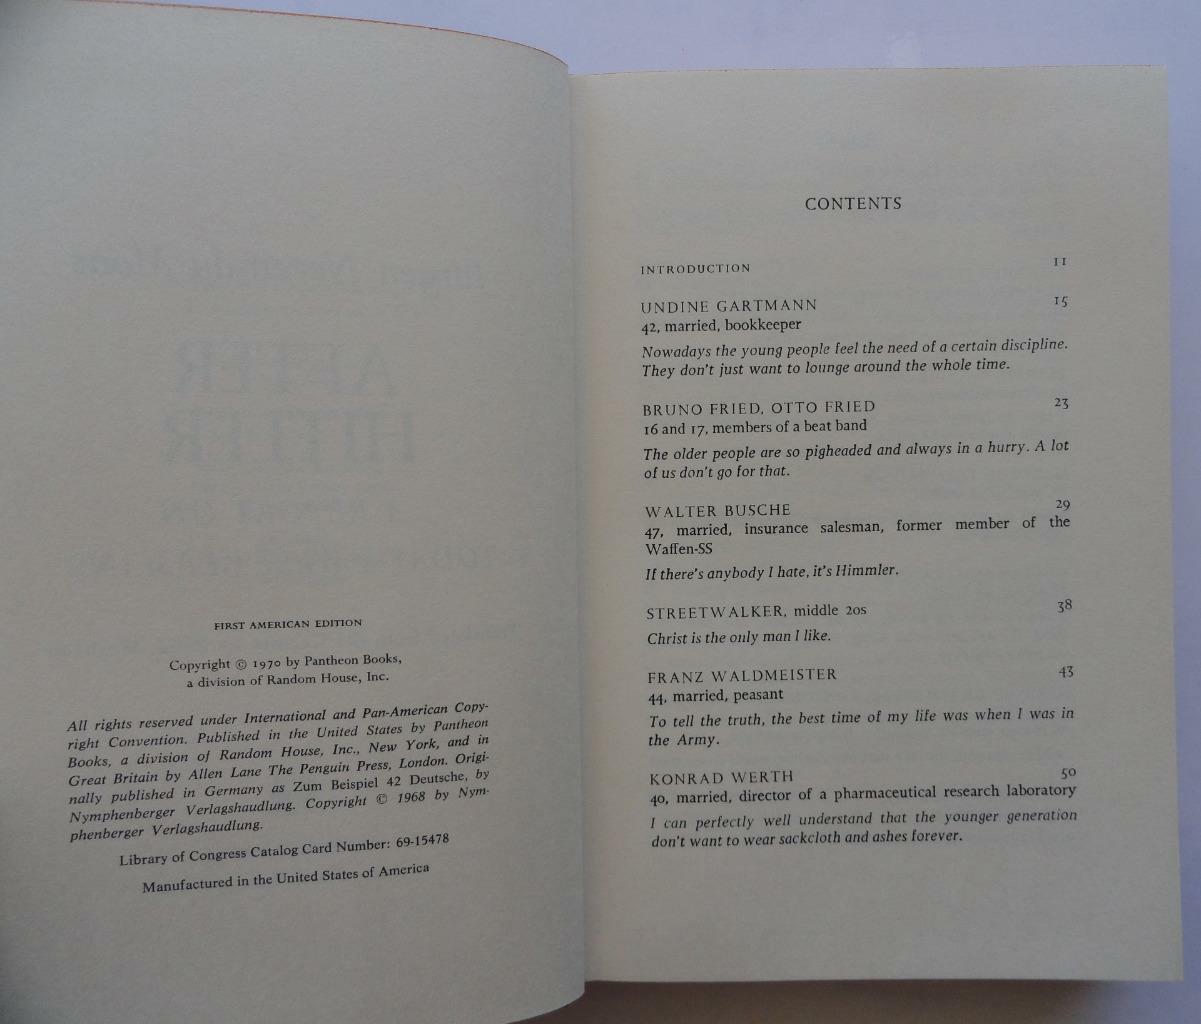 FIRST AMERICAN EDITION
Copyright © 1970 by Pantheon Books,
a division of Random House, Inc.
All rights reserved under International and Pan-American Copy-
right Convention. Published in the United States by Pantheon
Books, a division of Random House, Inc., New York, and in
Great Britain by Allen Lane The Penguin Press, London. Origi-
nally published in Germany as Zum Beispiel 42 Deutsche, by
Nymphenberger Verlagshaudlung. Copyright © 1968 by Nym-
phenberger Verlagshaudlung.
Library of Congress Catalog Card Number: 69-15478
Manufactured in the United States of America
CONTENTS
INTRODUCTION 11
UNDINE GARTMANN 15
42, married, bookkeeper
Nowadays the young people feel the need of a certain discipline.
They don't just want to lounge around the whole time.
BRUNO FRIED, OTTO FRIED 23
16 and 17, members of a beat band
The older people are so pigheaded and always in a hurry. A lot
of us don't go for that.
WALTER BUSCHE 29
47, married, insurance salesman, former member of the
Waffen-SS
If there's anybody I hate, it's Himmler.
STREETWALKER, middle 20s 38
Christ is the only man I like.
FRANZ WALDMEISTER 43
44, married, peasant
To tell the truth, the best time of my life was when I was in
the Army.
KONRAD WERTH 50
40, married, director of a pharmaceutical research laboratory
I can perfectly well understand that the younger generation
don't want to wear sackcloth and ashes forever.